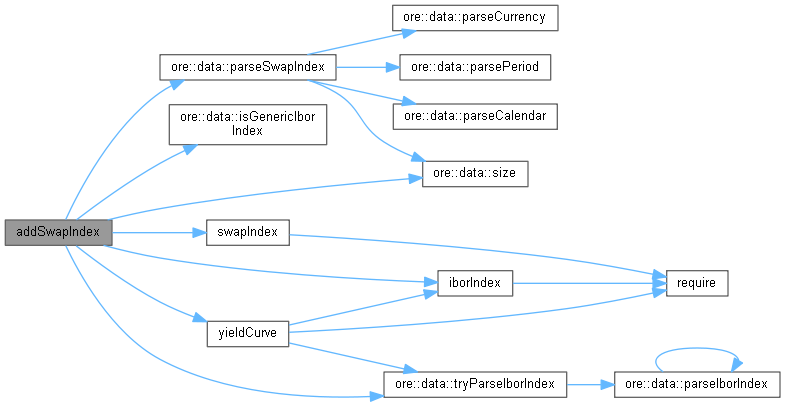 ore::data::parseCurrency
ore::data::parseSwapIndex
ore::data::parsePeriod
ore::data::isGenericIbor
Index
ore::data::parseCalendar
ore::data::size
addSwapIndex
swapIndex
iborIndex
require
yieldCurve
ore::data::tryParseIborIndex
ore::data::parseIborIndex